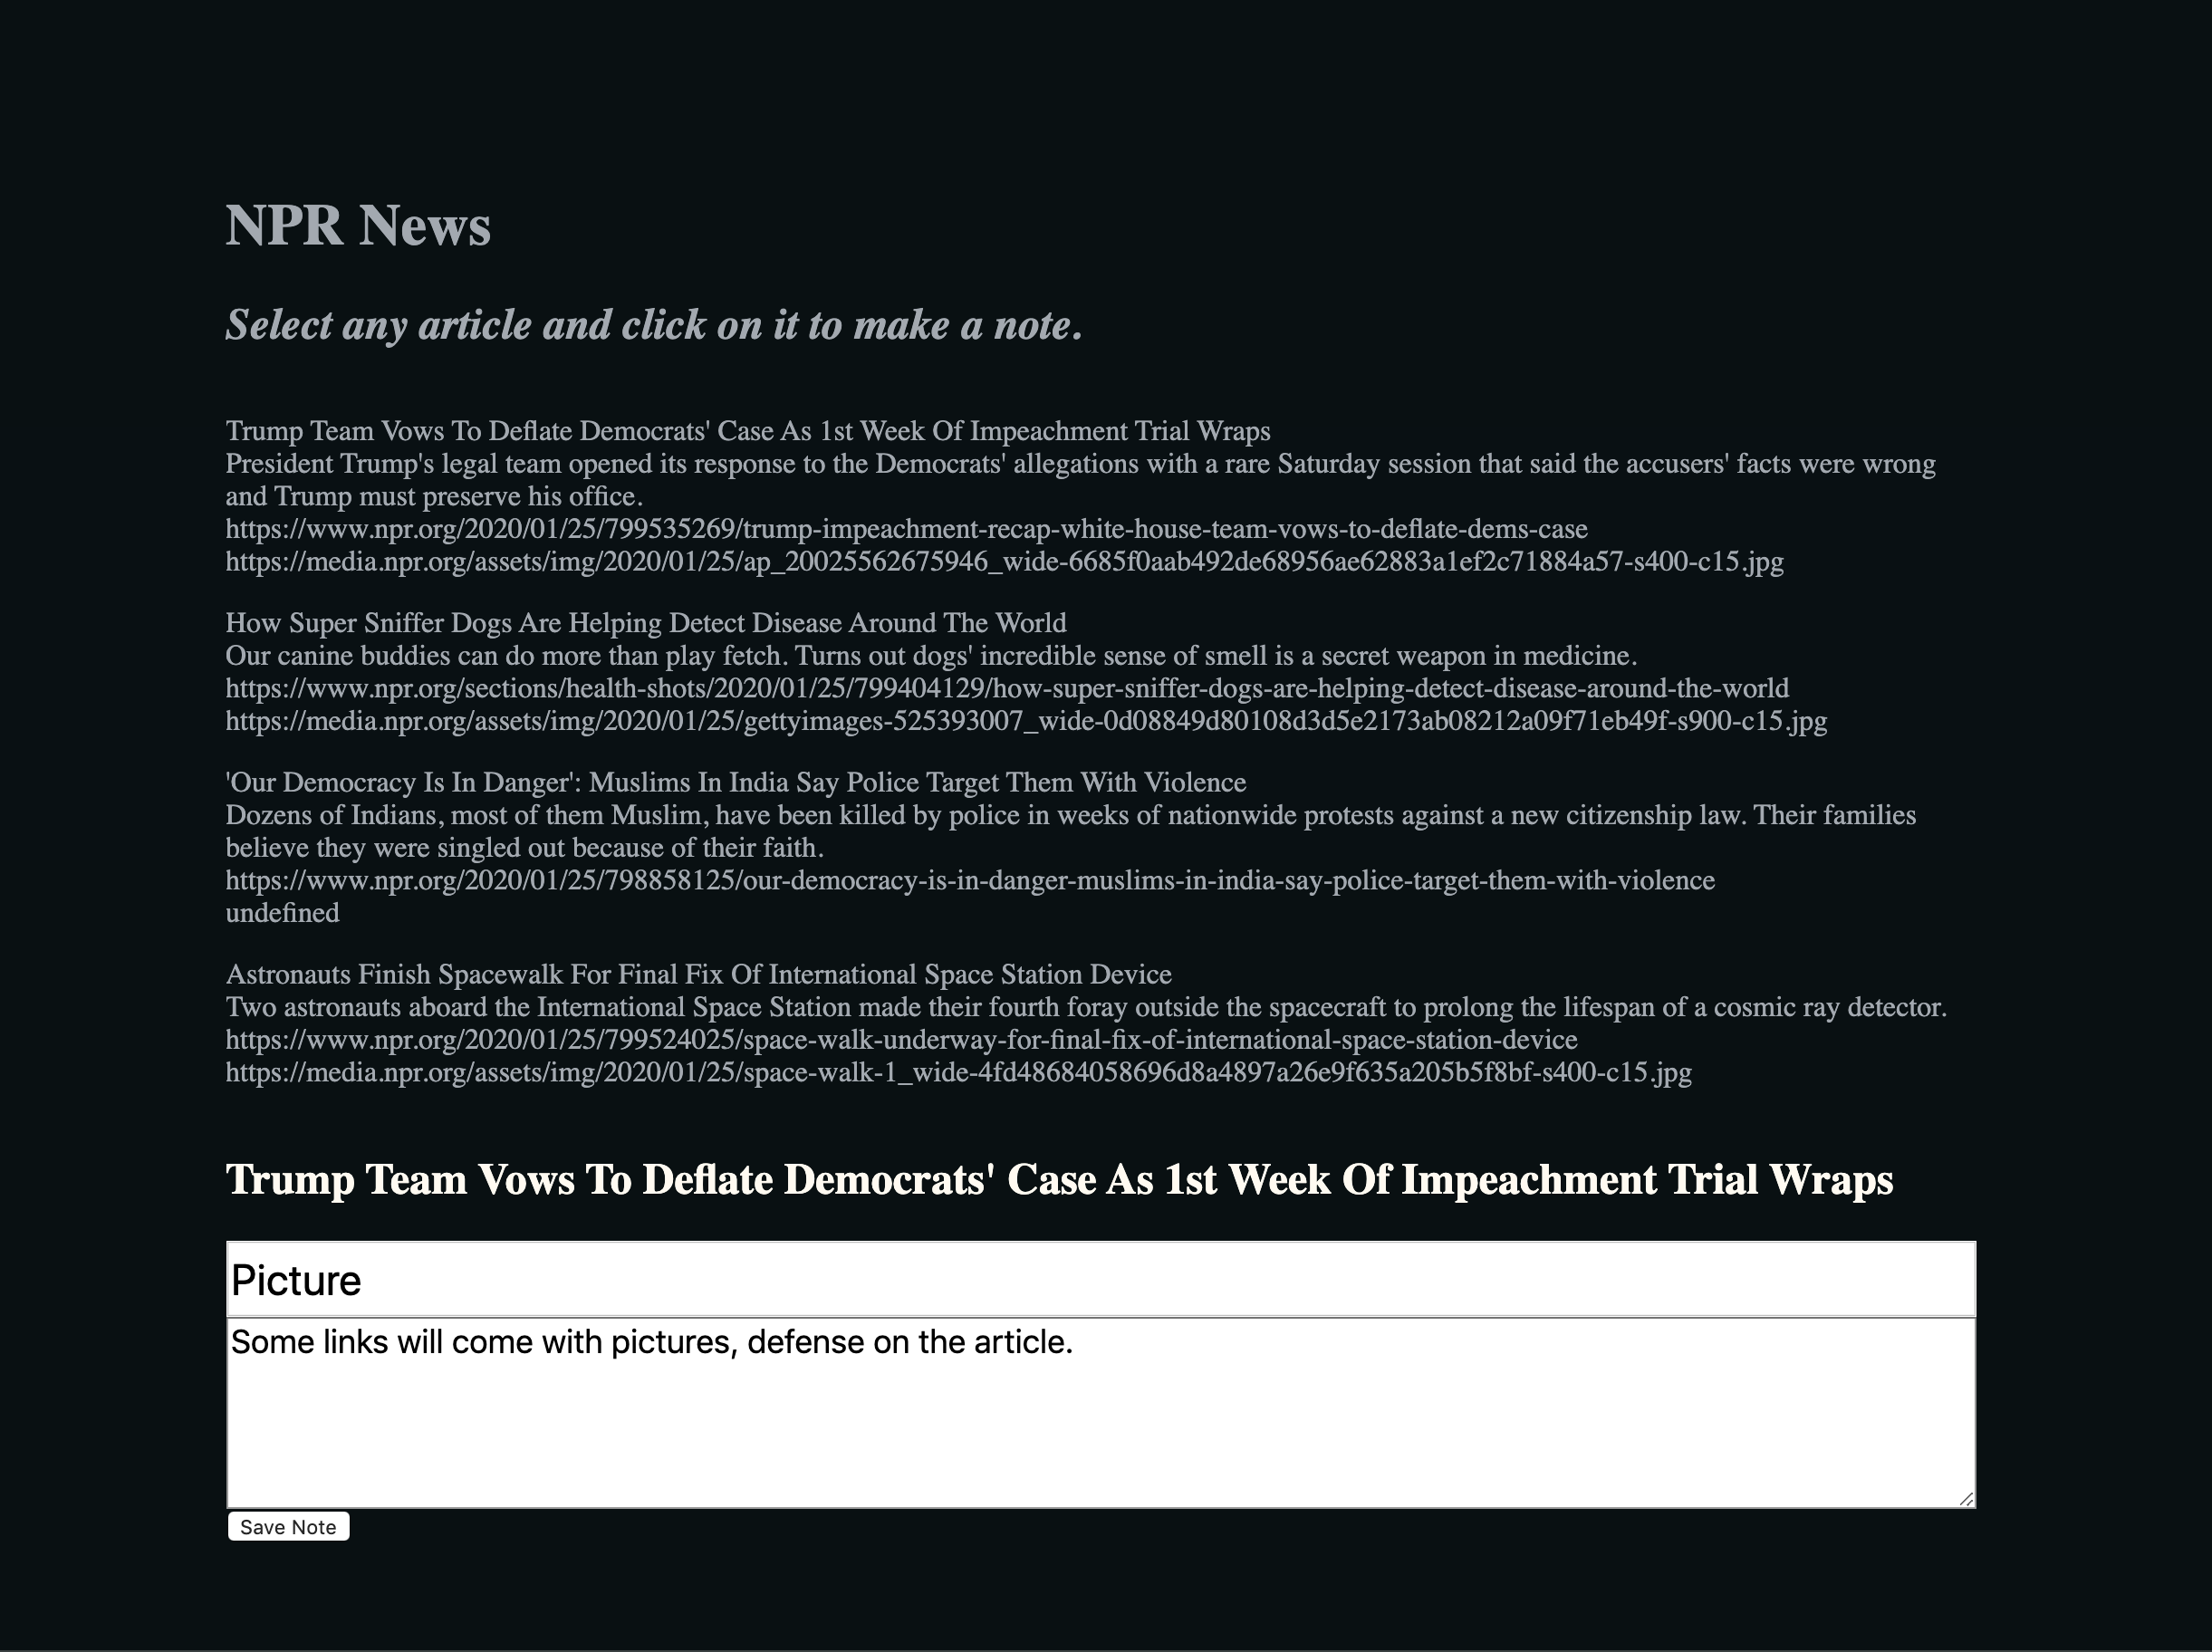 NPR News
Select any article and click on it to make a note.
Trump Team Vows To Deflate Democrats' Case As 1st Week Of Impeachment Trial Wraps
President Trump's legal team opened its response to the Democrats' allegations with a rare Saturday session that said the accusers' facts were wrong
and Trump must preserve his office.
https://www.npr.org/2020/01/25/799535269/trump-impeachment-recap-white-house-team-vows-to-deflate-dems-case
https://media.npr.org/assets/img/2020/01/25/ap_20025562675946_wide-6685f0aab492de68956ae62883a1ef2c71884a57-s400-c15.jpg
How Super Sniffer Dogs Are Helping Detect Disease Around The World
Our canine buddies can do more than play fetch. Turns out dogs' incredible sense of smell is a secret weapon in medicine.
https://www.npr.org/sections/health-shots/2020/01/25/799404129/how-super-sniffer-dogs-are-helping-detect-disease-around-the-world
https://media.npr.org/assets/img/2020/01/25/gettyimages-525393007_wide-0d08849d80108d3d5e2173ab08212a09f71eb49f-s900-c15.jpg
'Our Democracy Is In Danger': Muslims In India Say Police Target Them With Violence
Dozens of Indians, most of them Muslim, have been killed by police in weeks of nationwide protests against a new citizenship law. Their families
believe they were singled out because of their faith.
https://www.npr.org/2020/01/25/798858125/our-democracy-is-in-danger-muslims-in-india-say-police-target-them-with-violence
undefined
Astronauts Finish Spacewalk For Final Fix Of International Space Station Device
Two astronauts aboard the International Space Station made their fourth foray outside the spacecraft to prolong the lifespan of a cosmic ray detector.
https://www.npr.org/2020/01/25/799524025/space-walk-underway-for-final-fix-of-international-space-station-device
https://media.npr.org/assets/img/2020/01/25/space-walk-1_wide-4fd48684058696d8a4897a26e9f635a205b5f8bf-s400-c15.jpg
Trump Team Vows To Deflate Democrats' Case As 1st Week Of Impeachment Trial Wraps
Picture
Some links will come with pictures, defense on the article.
Save Note